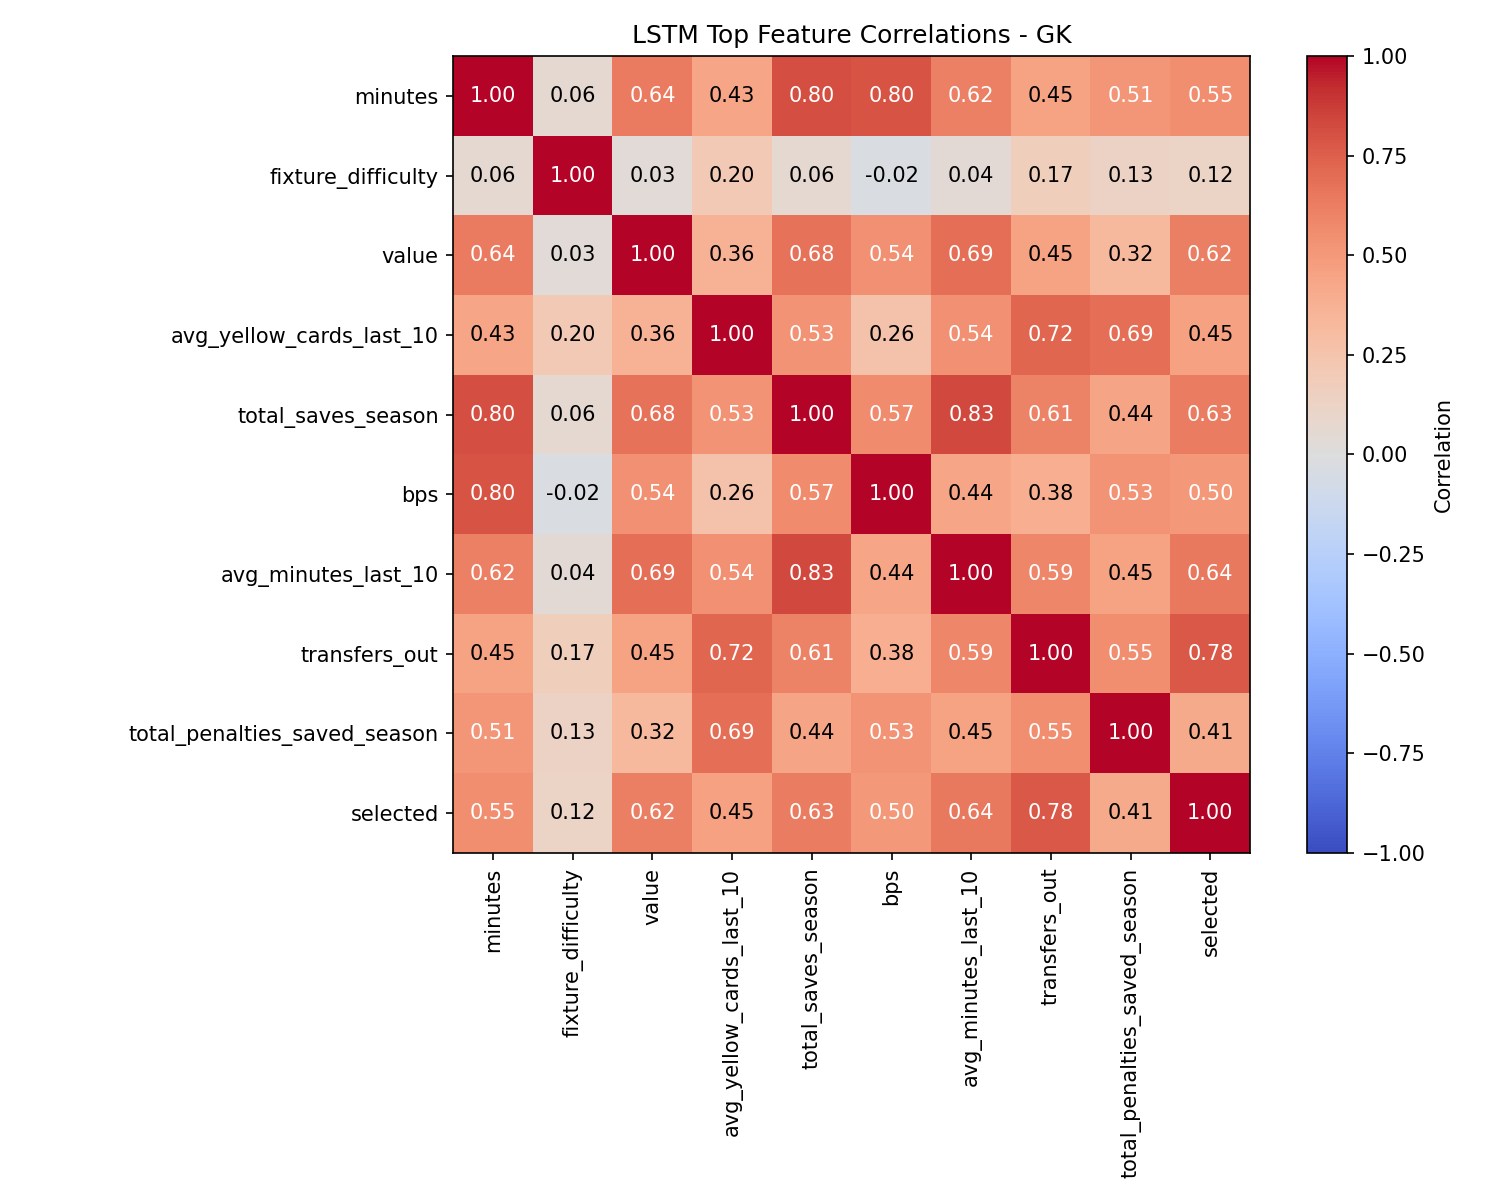 LSTM Top Feature Correlations - GK
minutes 1.00 0.06 0.64 0.43 0.80 0.80 0.62 0.45 0.51 0.55
fixture_difficulty 0.06 1.00 0.03 0.20 0.06 -0.02 0.04 0.17 0.13 0.12
value 0.64 0.03 1.00 0.36 0.68 0.54 0.69 0.45 0.32 0.62
avg_yellow_cards_last_10 0.43 0.20 0.36 1.00 0.53 0.26 0.54 0.72 0.69 0.45
total_saves_season 0.80 0.06 0.68 0.53 1.00 0.57 0.83 0.61 0.44 0.63
bps 0.80 -0.02 0.54 0.26 0.57 1.00 0.44 0.38 0.53 0.50
avg_minutes_last_10 0.62 0.04 0.69 0.54 0.83 0.44 1.00 0.59 0.45 0.64
transfers_out 0.45 0.17 0.45 0.72 0.61 0.38 0.59 1.00 0.55 0.78
total_penalties_saved_season 0.51 0.13 0.32 0.69 0.44 0.53 0.45 0.55 1.00 0.41
selected 0.55 0.12 0.62 0.45 0.63 0.50 0.64 0.78 0.41 1.00
minutes
fixture_difficulty
value
avg_yellow_cards_last_10
total_saves_season
bps
avg_minutes_last_10
transfers_out
total_penalties_saved_season
selected
1.00
0.75
0.50
0.25
0.00
−0.25
−0.50
−0.75
−1.00
Correlation